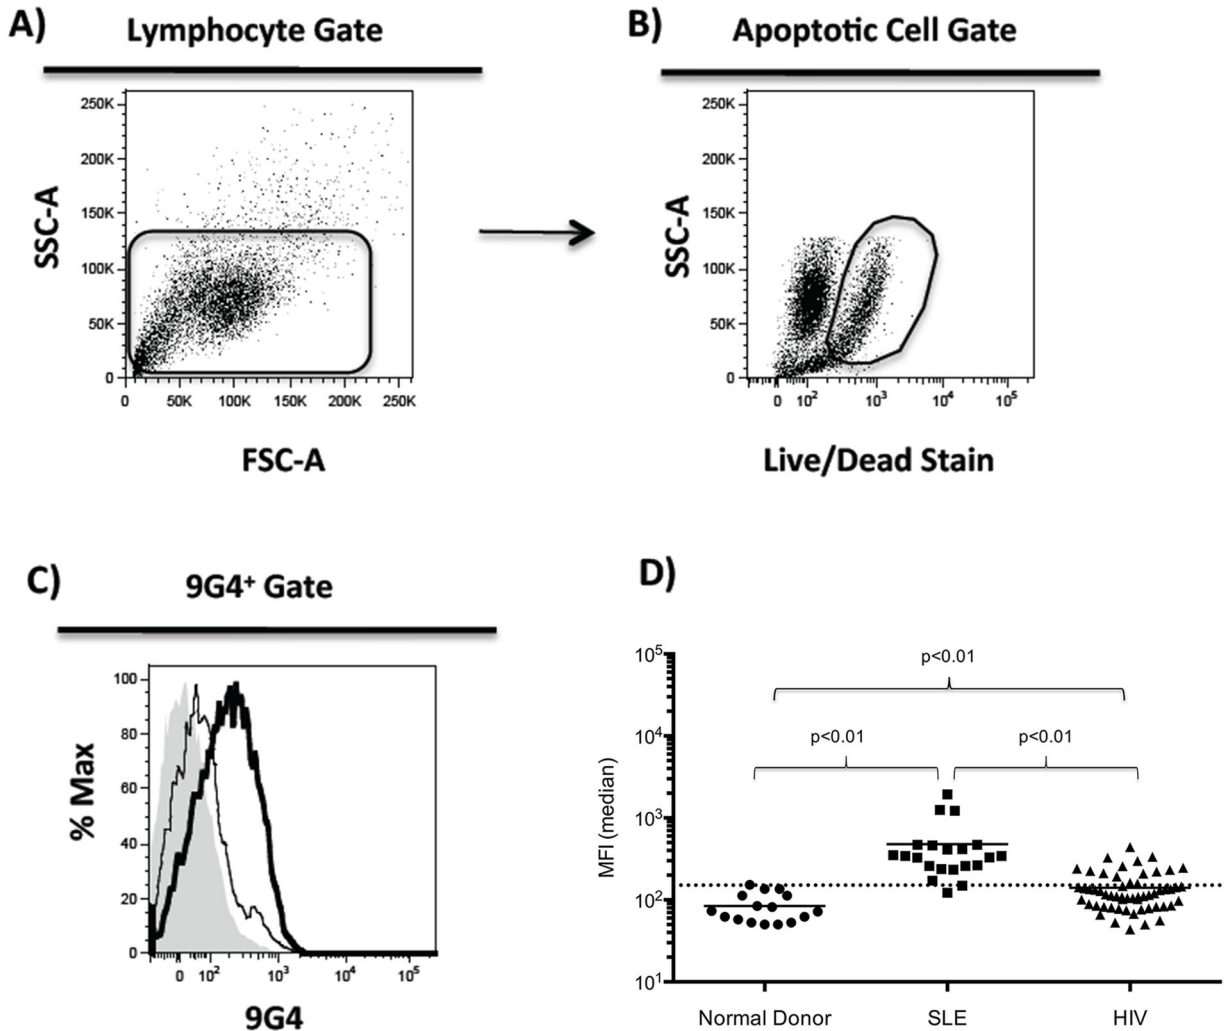 A)
Lymphocyte Gate
SSC-A
250K
200K
150K
100K
50K
0
0 50K 100K 150K 200K 250K
FSC-A
B)
Apoptotic Cell Gate
SSC-A
250K
200K
150K
100K
50K
0
0 10² 10³ 10⁴ 10⁵
Live/Dead Stain
C)
9G4⁺ Gate
% Max
100
80
60
40
20
0
0 10² 10³ 10⁴ 10⁵
9G4
D)
MFI (median)
10⁵
10⁴
10³
10²
10¹
p<0.01
p<0.01 p<0.01
Normal Donor SLE HIV